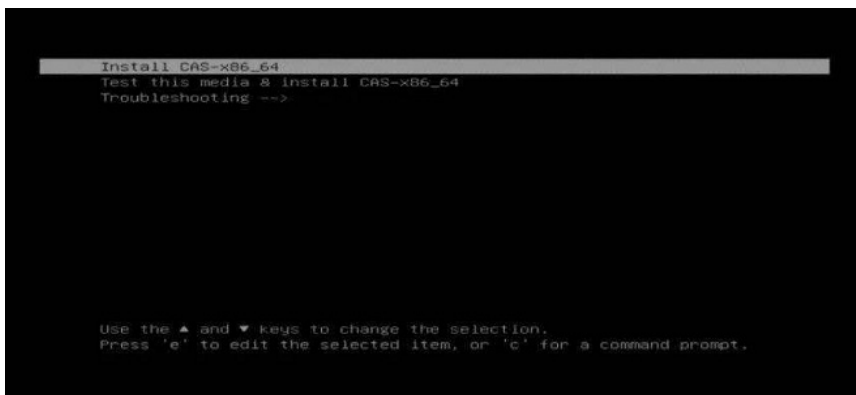 Install CAS-x86_64
Test this media & install CAS-x86_64
Troubleshooting -->
Use the ▲ and ▼ keys to change the selection.
Press 'e' to edit the selected item, or 'c' for a command prompt.